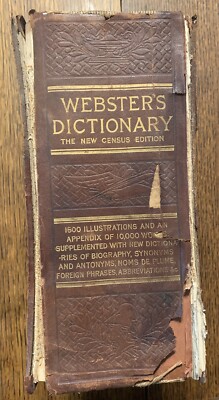 WEBSTER'S
DICTIONARY
THE NEW CENSUS EDITION
1600 ILLUSTRATIONS AND AN
APPENDIX OF 10,000 WORDS
SUPPLEMENTED WITH NEW DICTIONA
-RIES OF BIOGRAPHY, SYNONYMS
AND ANTONYMS, NOMS DE PLUME,
FOREIGN PHRASES, ABBREVIATIONS &c